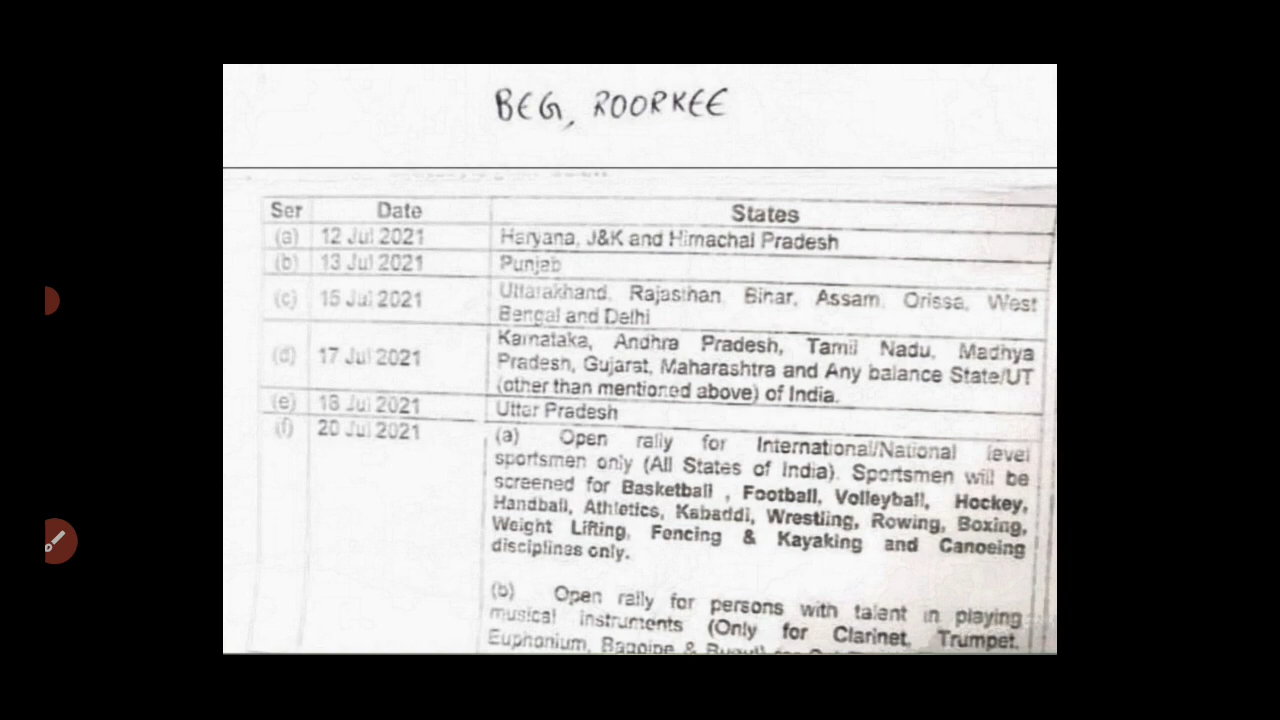 BEG, ROORKEE
Ser Date States
(a) 12 Jul 2021 Haryana, J&K and Himachal Pradesh
(b) 13 Jul 2021 Punjab
(c) 15 Jul 2021 Uttarakhand, Rajasthan, Bihar, Assam, Orissa, West
Bengal and Delhi
(d) 17 Jul 2021 Karnataka, Andhra Pradesh, Tamil Nadu, Madhya
Pradesh, Gujarat, Maharashtra and Any balance State/UT
(other than mentioned above) of India.
(e) 18 Jul 2021 Uttar Pradesh
(f) 20 Jul 2021 (a) Open rally for International/National level
sportsmen only (All States of India). Sportsmen will be
screened for Basketball , Football, Volleyball, Hockey,
Handball, Athletics, Kabaddi, Wrestling, Rowing, Boxing,
Weight Lifting, Fencing & Kayaking and Canoeing
disciplines only.
(b) Open rally for persons with talent in playing
musical instruments (Only for Clarinet, Trumpet,
Euphonium, Bagpipe &